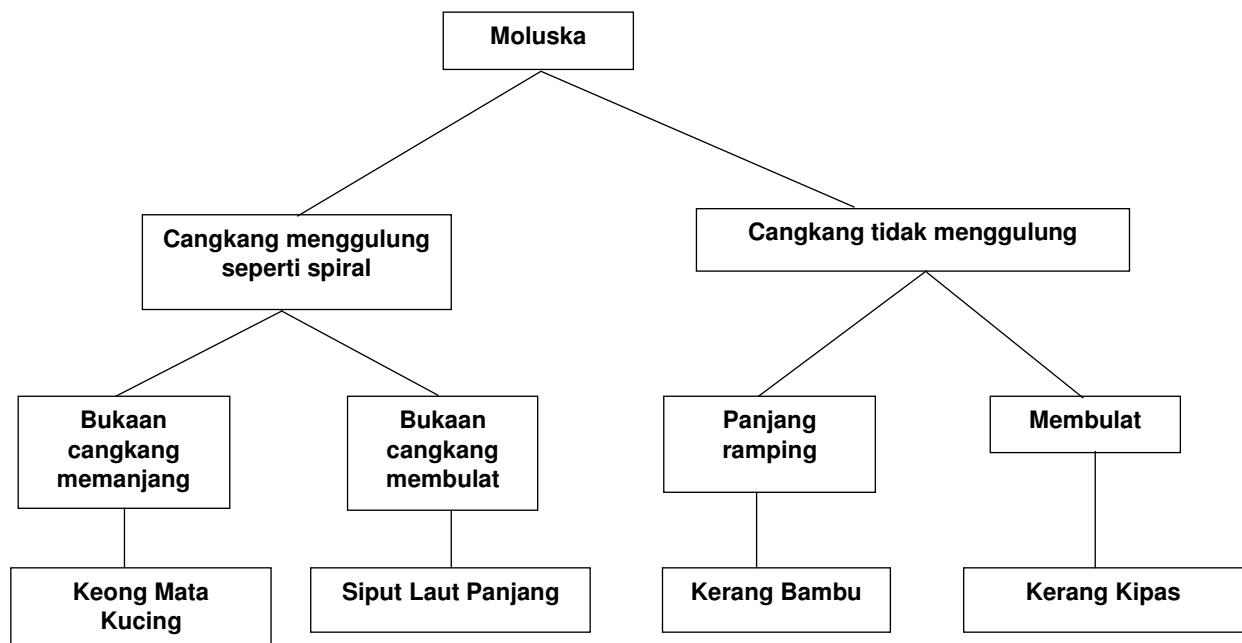 Moluska
Cangkang menggulung
seperti spiral
Cangkang tidak menggulung
Bukaan
cangkang
memanjang
Bukaan
cangkang
membulat
Panjang
ramping
Membulat
Keong Mata
Kucing
Siput Laut Panjang
Kerang Bambu
Kerang Kipas